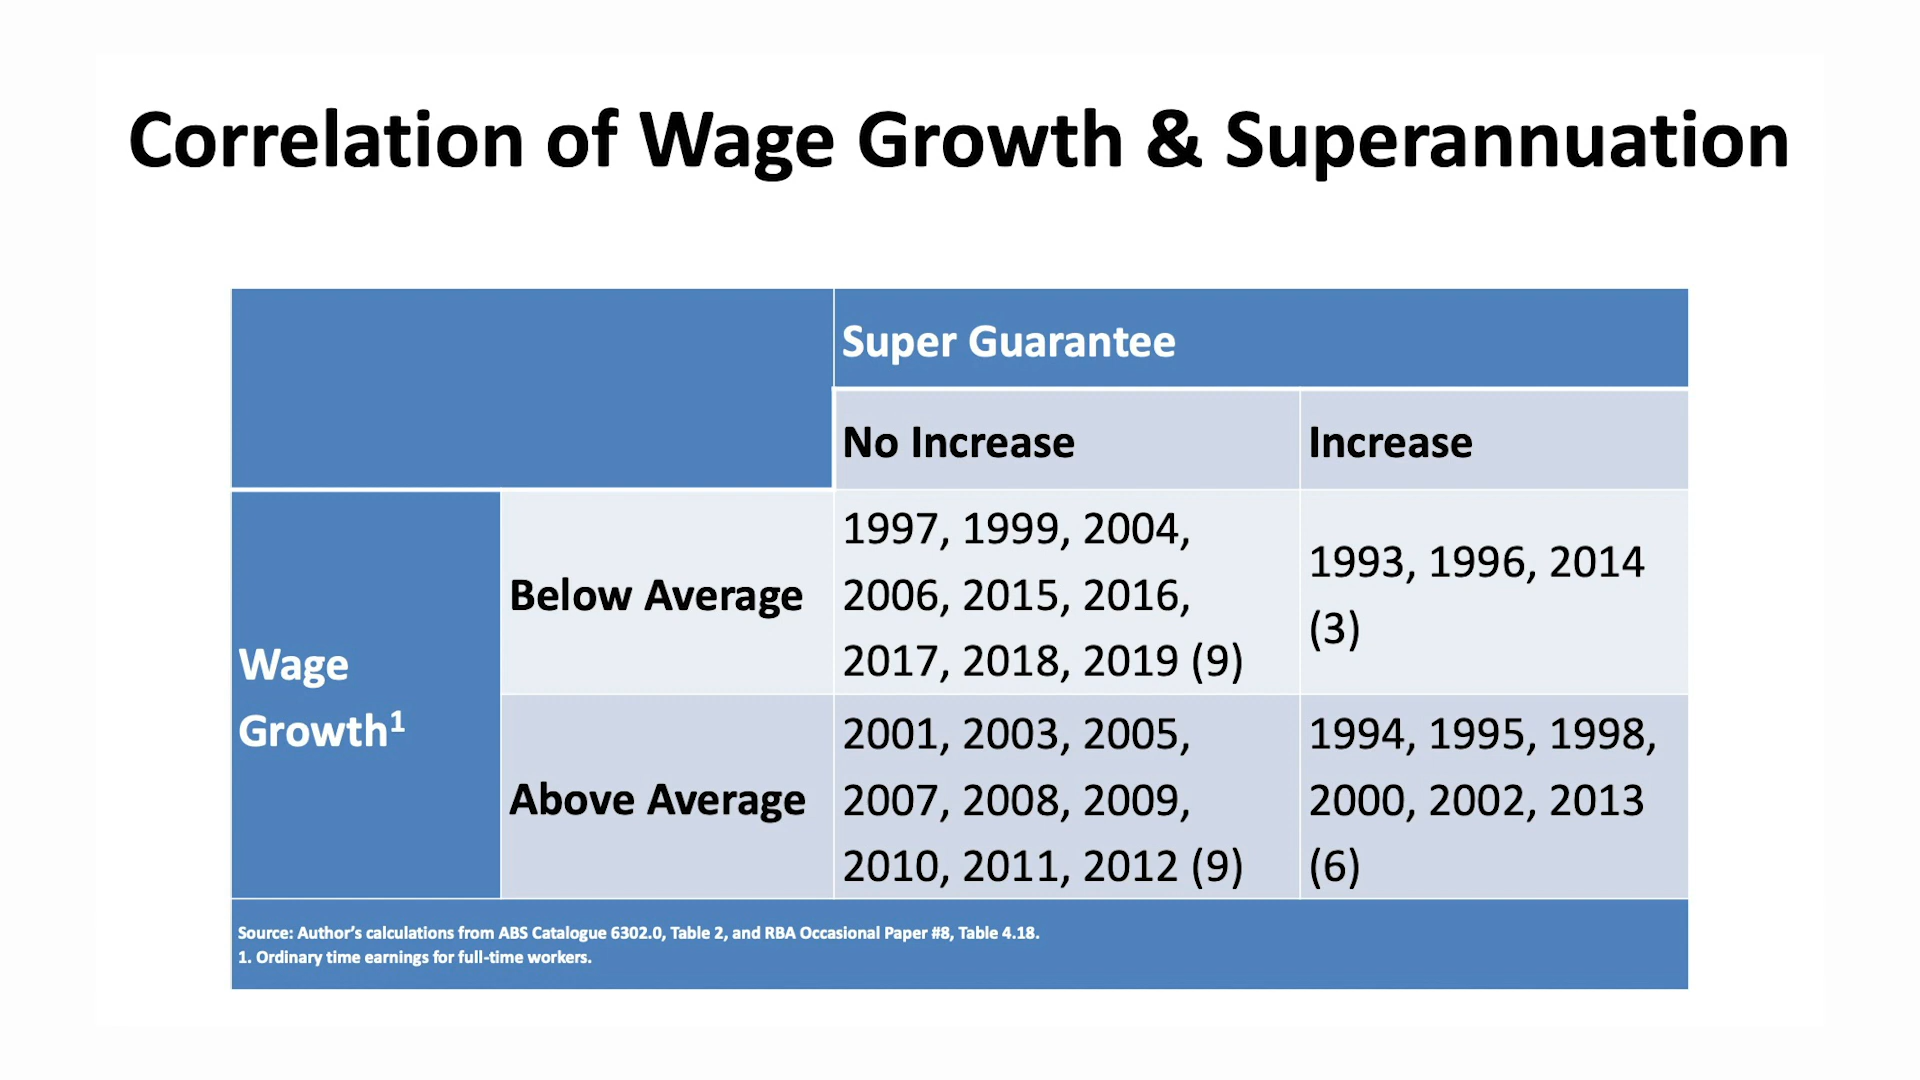 Correlation of Wage Growth & Superannuation
Super Guarantee
No Increase
Increase
Wage
Growth¹
Below Average
1997, 1999, 2004,
2006, 2015, 2016,
2017, 2018, 2019 (9)
1993, 1996, 2014
(3)
Above Average
2001, 2003, 2005,
2007, 2008, 2009,
2010, 2011, 2012 (9)
1994, 1995, 1998,
2000, 2002, 2013
(6)
Source: Author’s calculations from ABS Catalogue 6302.0, Table 2, and RBA Occasional Paper #8, Table 4.18.
1. Ordinary time earnings for full-time workers.